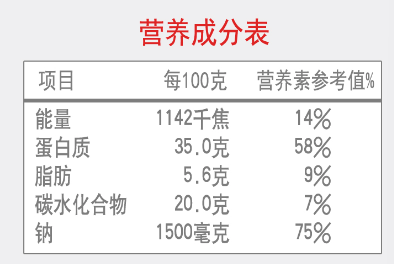 营养成分表
项目 每100克 营养素参考值%
能量 1142千焦 14%
蛋白质 35.0克 58%
脂肪 5.6克 9%
碳水化合物 20.0克 7%
钠 1500毫克 75%